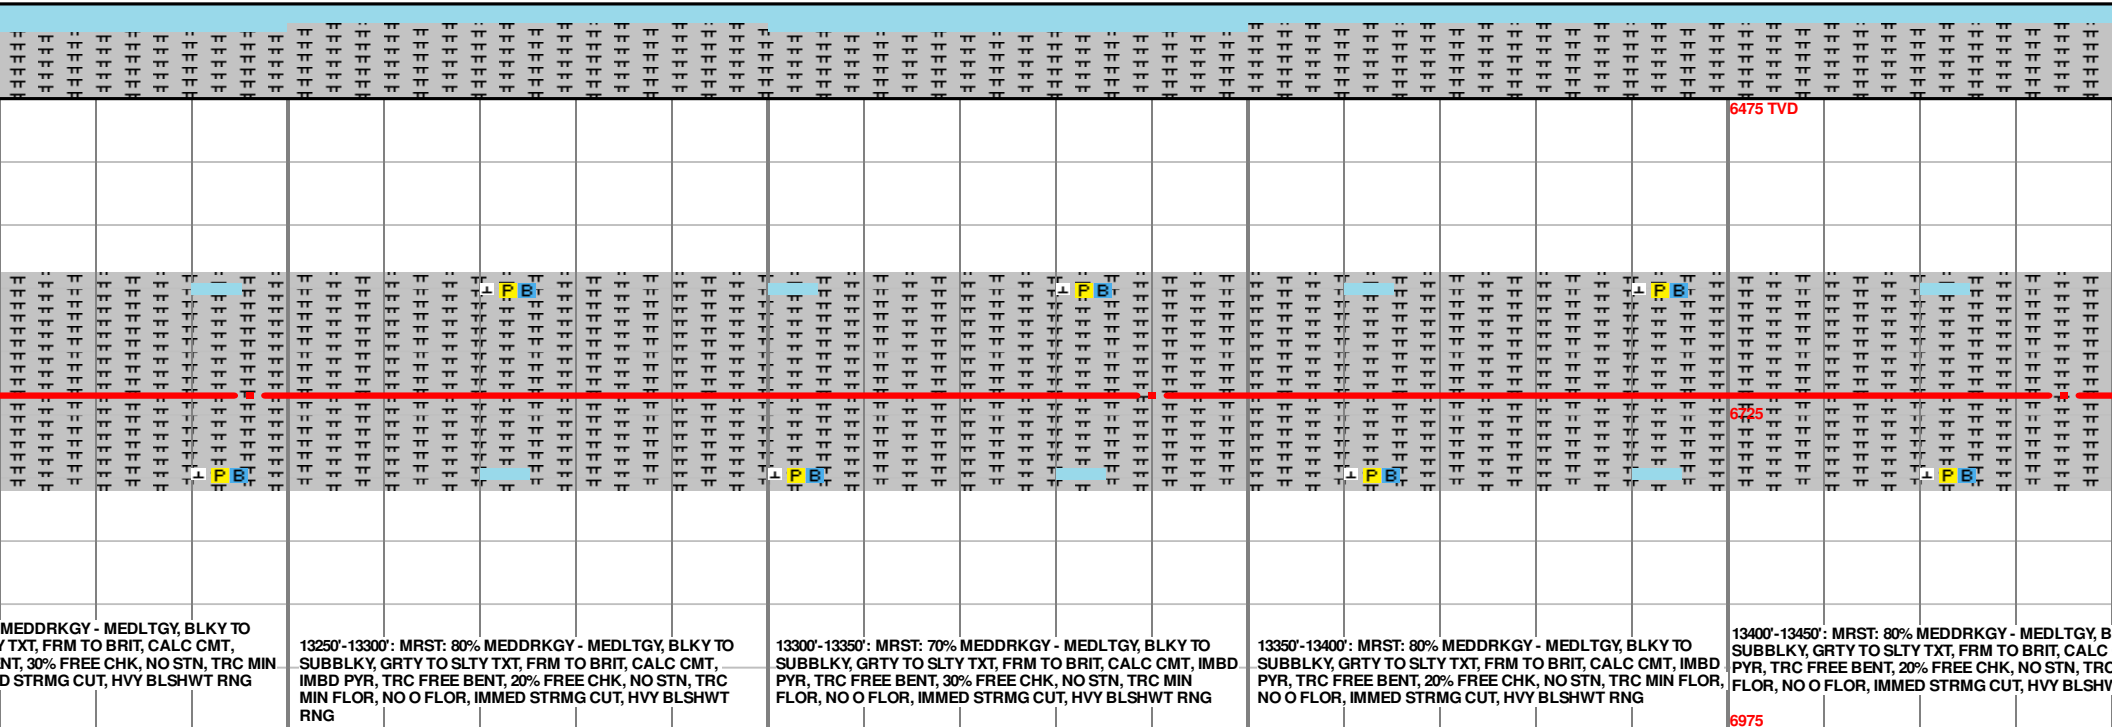 6475 TVD
P B
P B
P B
6725
P B
P B
P B
P B
MEDDRKGY - MEDLTGY, BLKY TO
Y TXT, FRM TO BRIT, CALC CMT,
NT, 30% FREE CHK, NO STN, TRC MIN
D STRMG CUT, HVY BLSHWT RNG
13250'-13300': MRST: 80% MEDDRKGY - MEDLTGY, BLKY TO
SUBBLKY, GRTY TO SLTY TXT, FRM TO BRIT, CALC CMT,
IMBD PYR, TRC FREE BENT, 20% FREE CHK, NO STN, TRC
MIN FLOR, NO O FLOR, IMMED STRMG CUT, HVY BLSHWT
RNG
13300'-13350': MRST: 70% MEDDRKGY - MEDLTGY, BLKY TO
SUBBLKY, GRTY TO SLTY TXT, FRM TO BRIT, CALC CMT, IMBD
PYR, TRC FREE BENT, 30% FREE CHK, NO STN, TRC MIN
FLOR, NO O FLOR, IMMED STRMG CUT, HVY BLSHWT RNG
13350'-13400': MRST: 80% MEDDRKGY - MEDLTGY, BLKY TO
SUBBLKY, GRTY TO SLTY TXT, FRM TO BRIT, CALC CMT, IMBD
PYR, TRC FREE BENT, 20% FREE CHK, NO STN, TRC MIN FLOR,
NO O FLOR, IMMED STRMG CUT, HVY BLSHWT RNG
13400'-13450': MRST: 80% MEDDRKGY - MEDLTGY, B
SUBBLKY, GRTY TO SLTY TXT, FRM TO BRIT, CALC
PYR, TRC FREE BENT, 20% FREE CHK, NO STN, TRC
FLOR, NO O FLOR, IMMED STRMG CUT, HVY BLSHW
6975